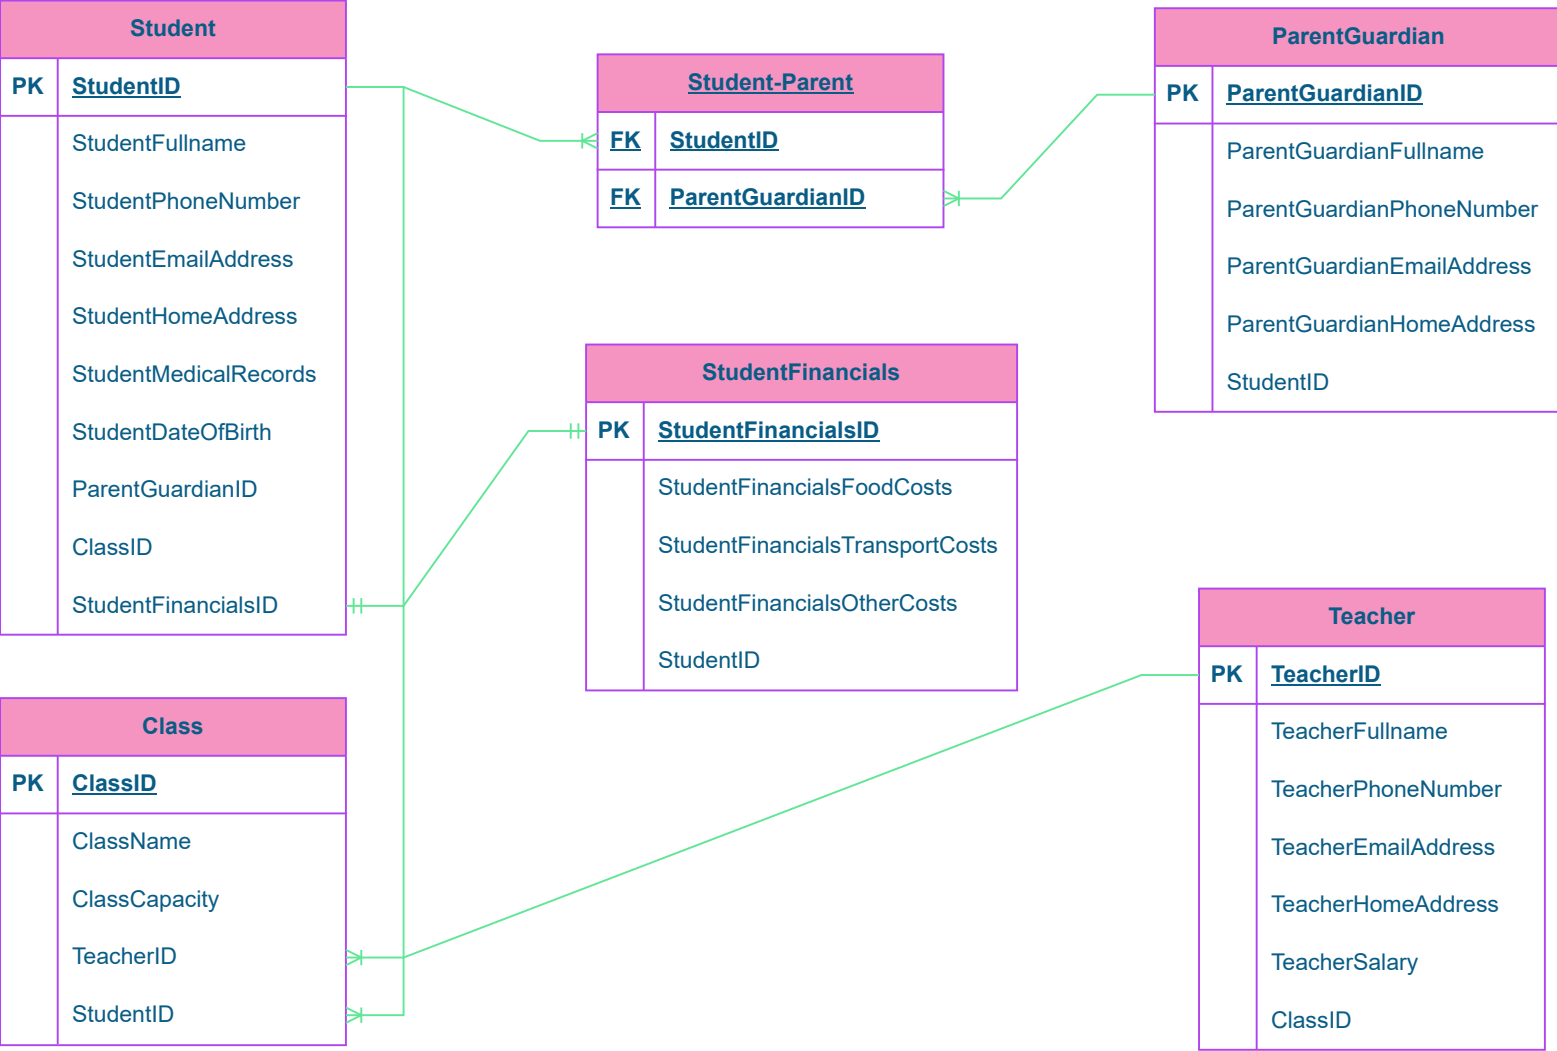 Student
PK StudentID
StudentFullname
StudentPhoneNumber
StudentEmailAddress
StudentHomeAddress
StudentMedicalRecords
StudentDateOfBirth
ParentGuardianID
ClassID
StudentFinancialsID
Student-Parent
FK StudentID
FK ParentGuardianID
ParentGuardian
PK ParentGuardianID
ParentGuardianFullname
ParentGuardianPhoneNumber
ParentGuardianEmailAddress
ParentGuardianHomeAddress
StudentID
StudentFinancials
PK StudentFinancialsID
StudentFinancialsFoodCosts
StudentFinancialsTransportCosts
StudentFinancialsOtherCosts
StudentID
Class
PK ClassID
ClassName
ClassCapacity
TeacherID
StudentID
Teacher
PK TeacherID
TeacherFullname
TeacherPhoneNumber
TeacherEmailAddress
TeacherHomeAddress
TeacherSalary
ClassID